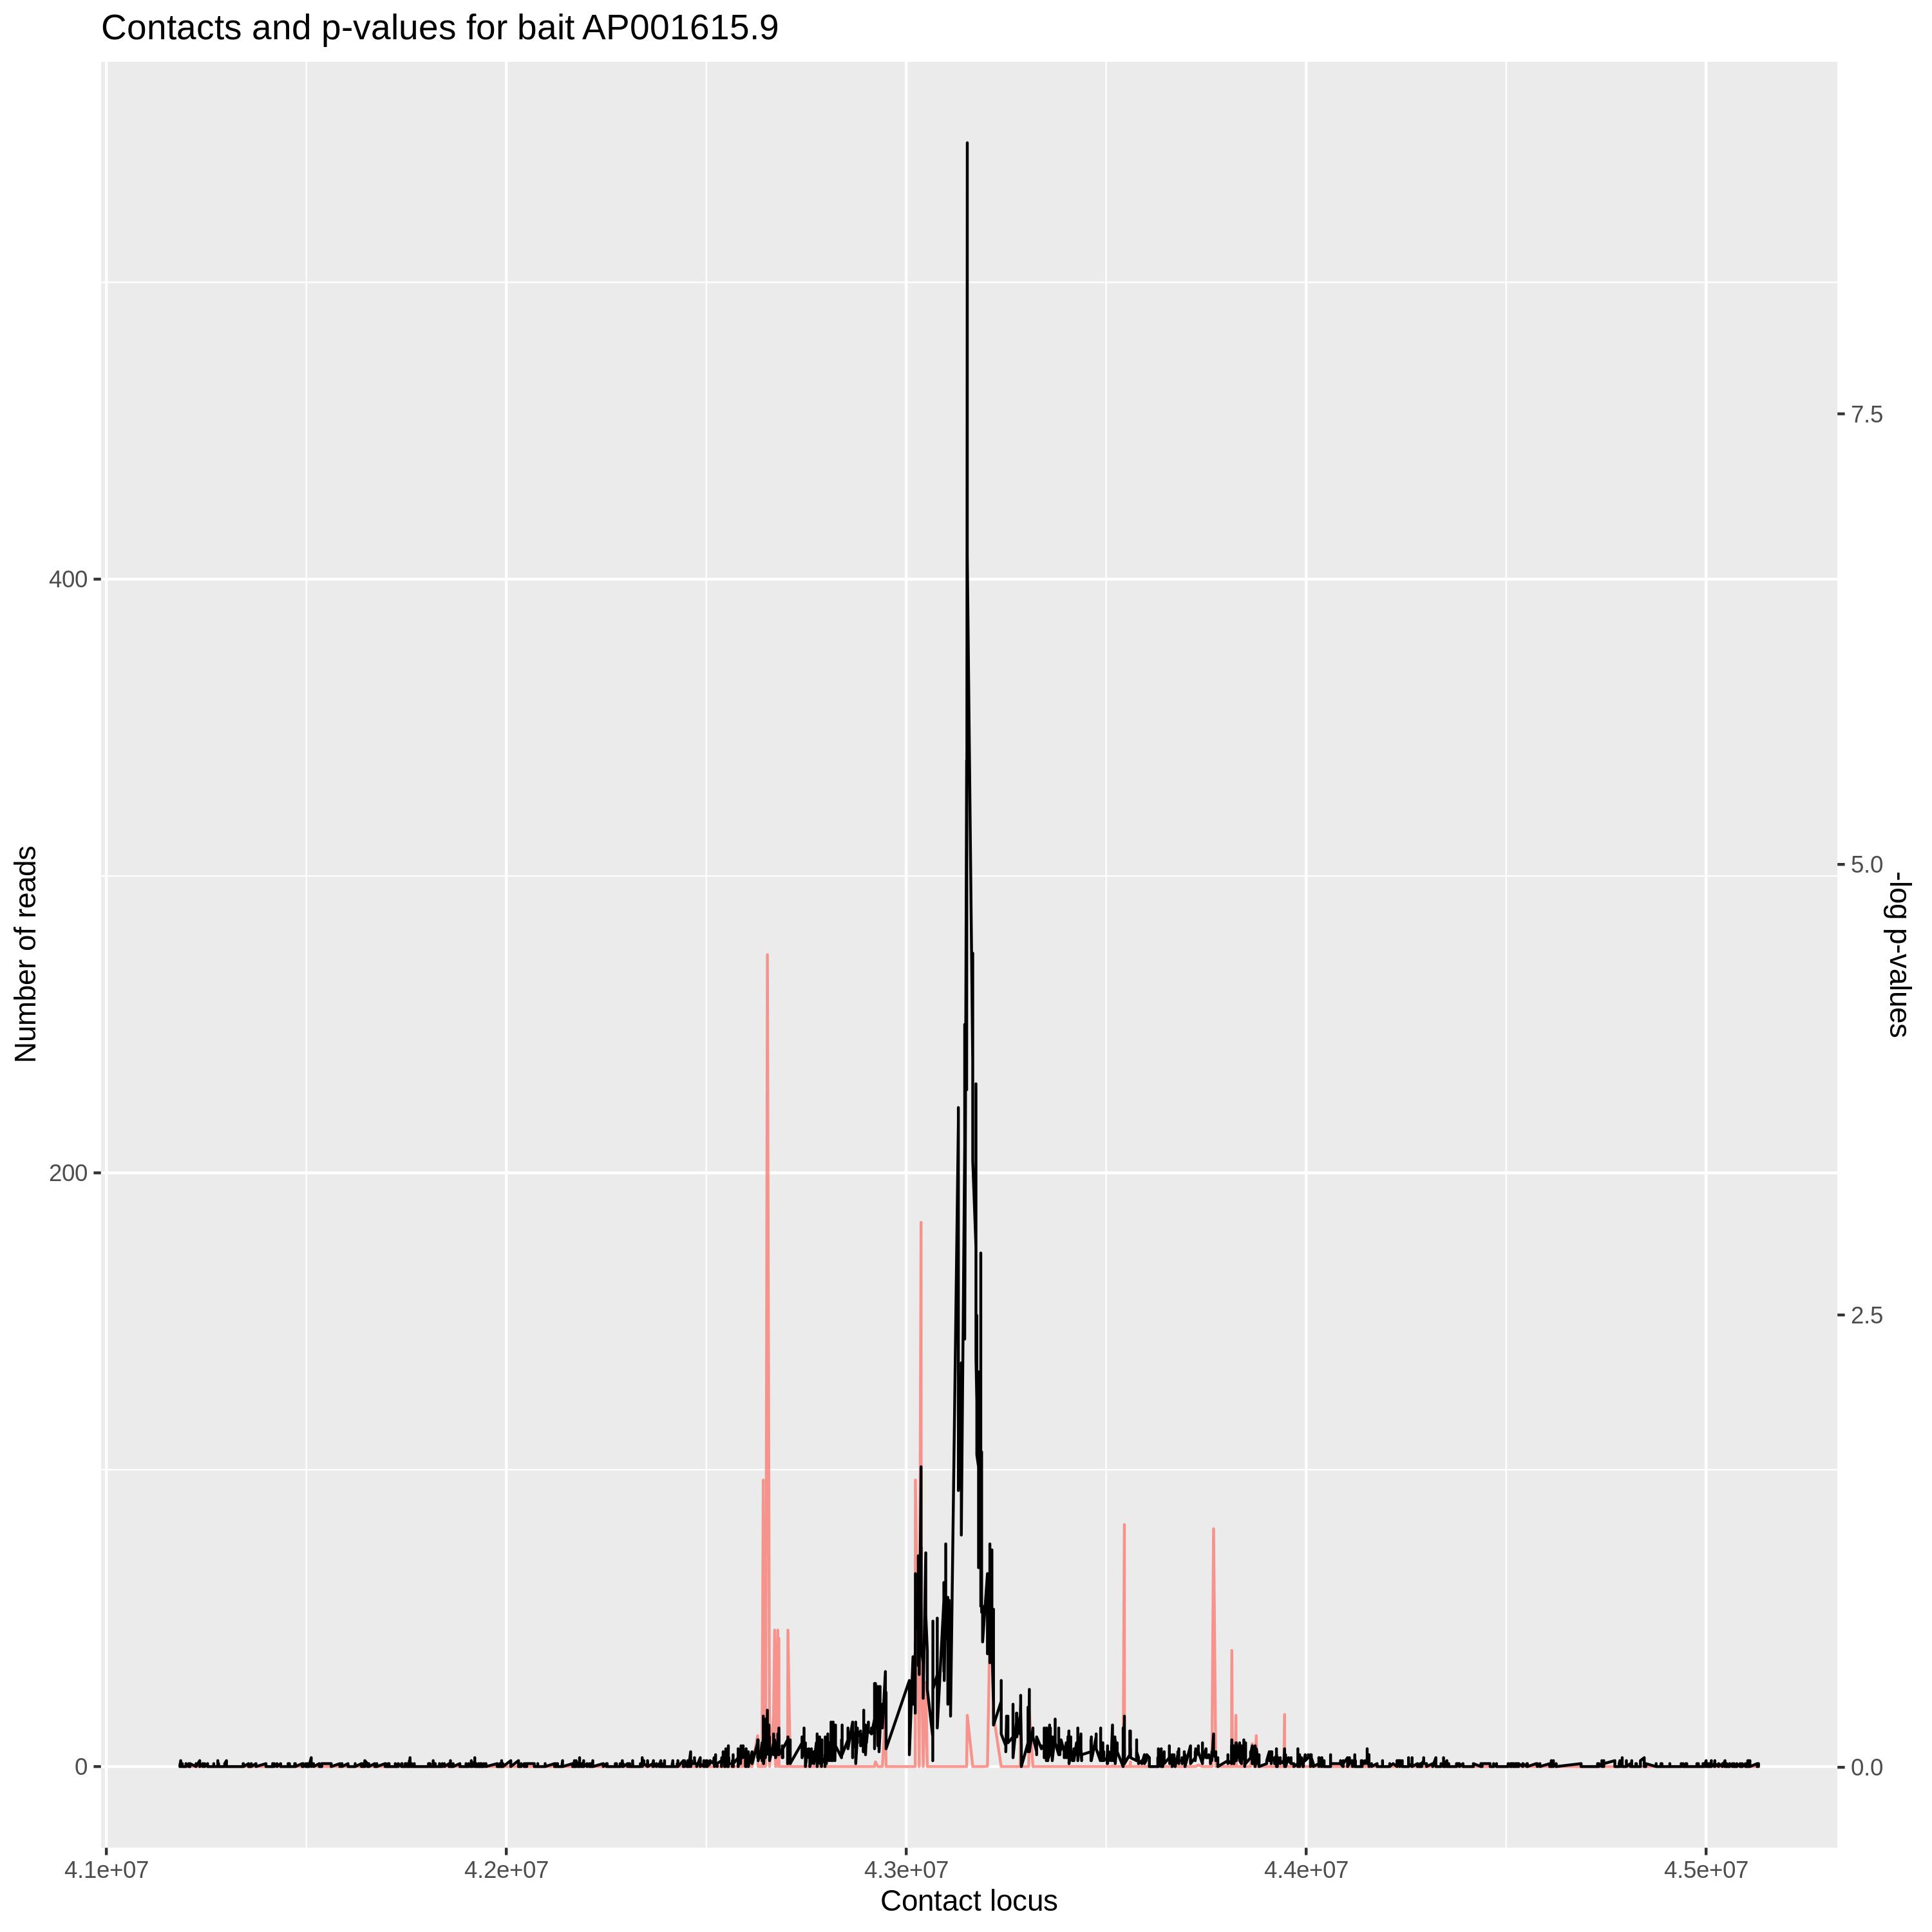 Contacts and p-values for bait AP001615.9
Number of reads
400
200
0
7.5
5.0
2.5
0.0
-log p-values
4.1e+07
4.2e+07
4.3e+07
4.4e+07
4.5e+07
Contact locus